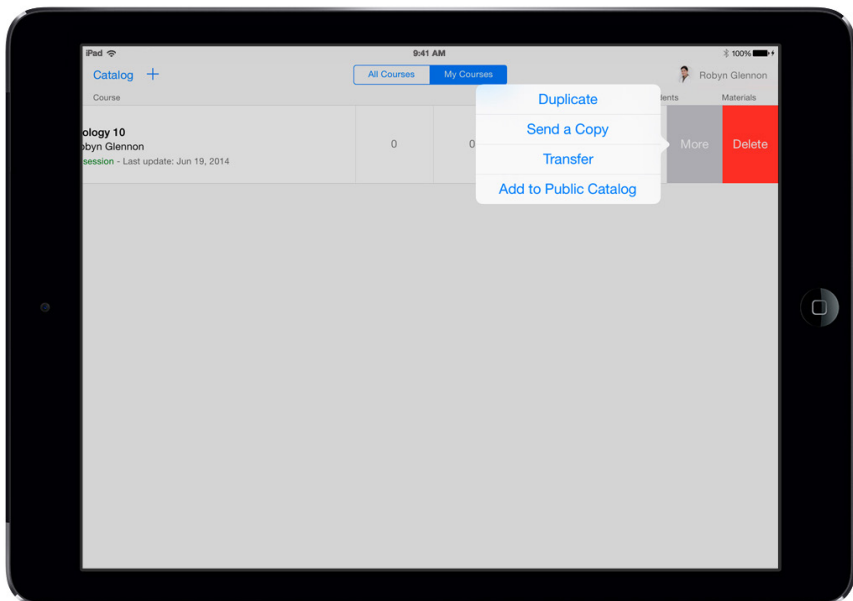 iPad 9:41 AM 100%
Catalog + All Courses My Courses Robyn Glennon
Course ents Materials
Duplicate
Send a Copy
Transfer
Add to Public Catalog
ology 10
obyn Glennon
session - Last update: Jun 19, 2014
0 0 More Delete